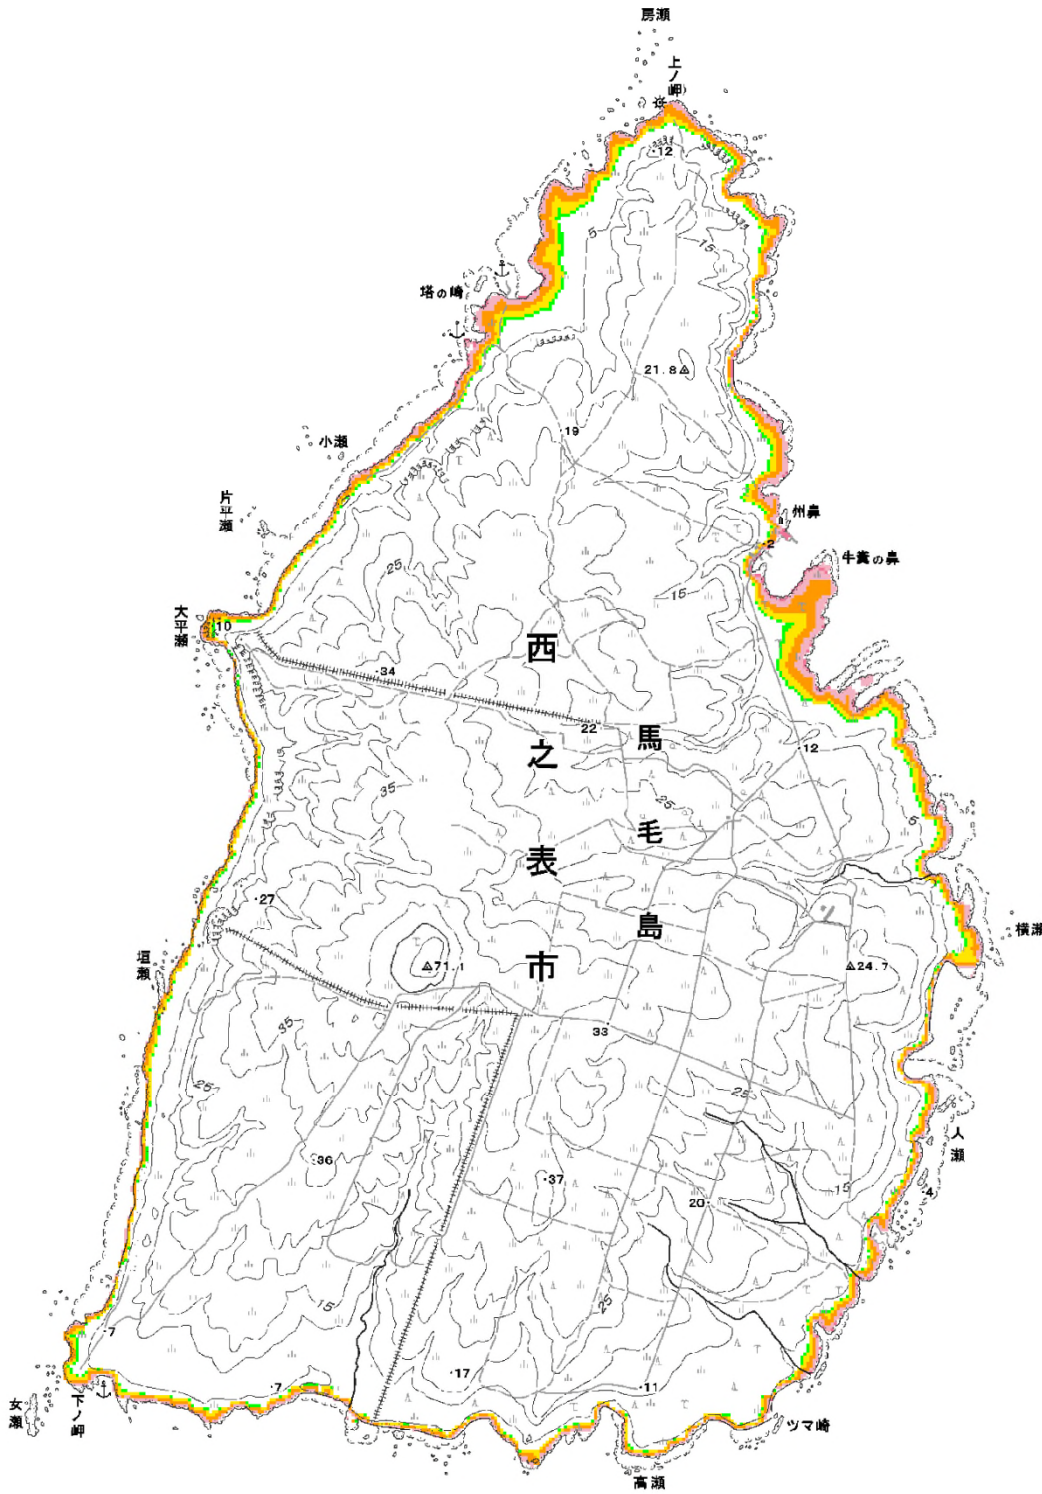 房瀬
上ノ岬
12
5
15
塔の崎
21.8
19
小瀬
片平瀬
州鼻
2
牛糞の鼻
25
15
大平瀬
10
34
西之表市
22
馬毛島
12
35
25
5
27
垣瀬
71.1
横瀬
24.7
35
33
25
25
人瀬
36
37
15
4
20
15
25
7
7
17
11
女瀬
下ノ岬
ツマ崎
高瀬